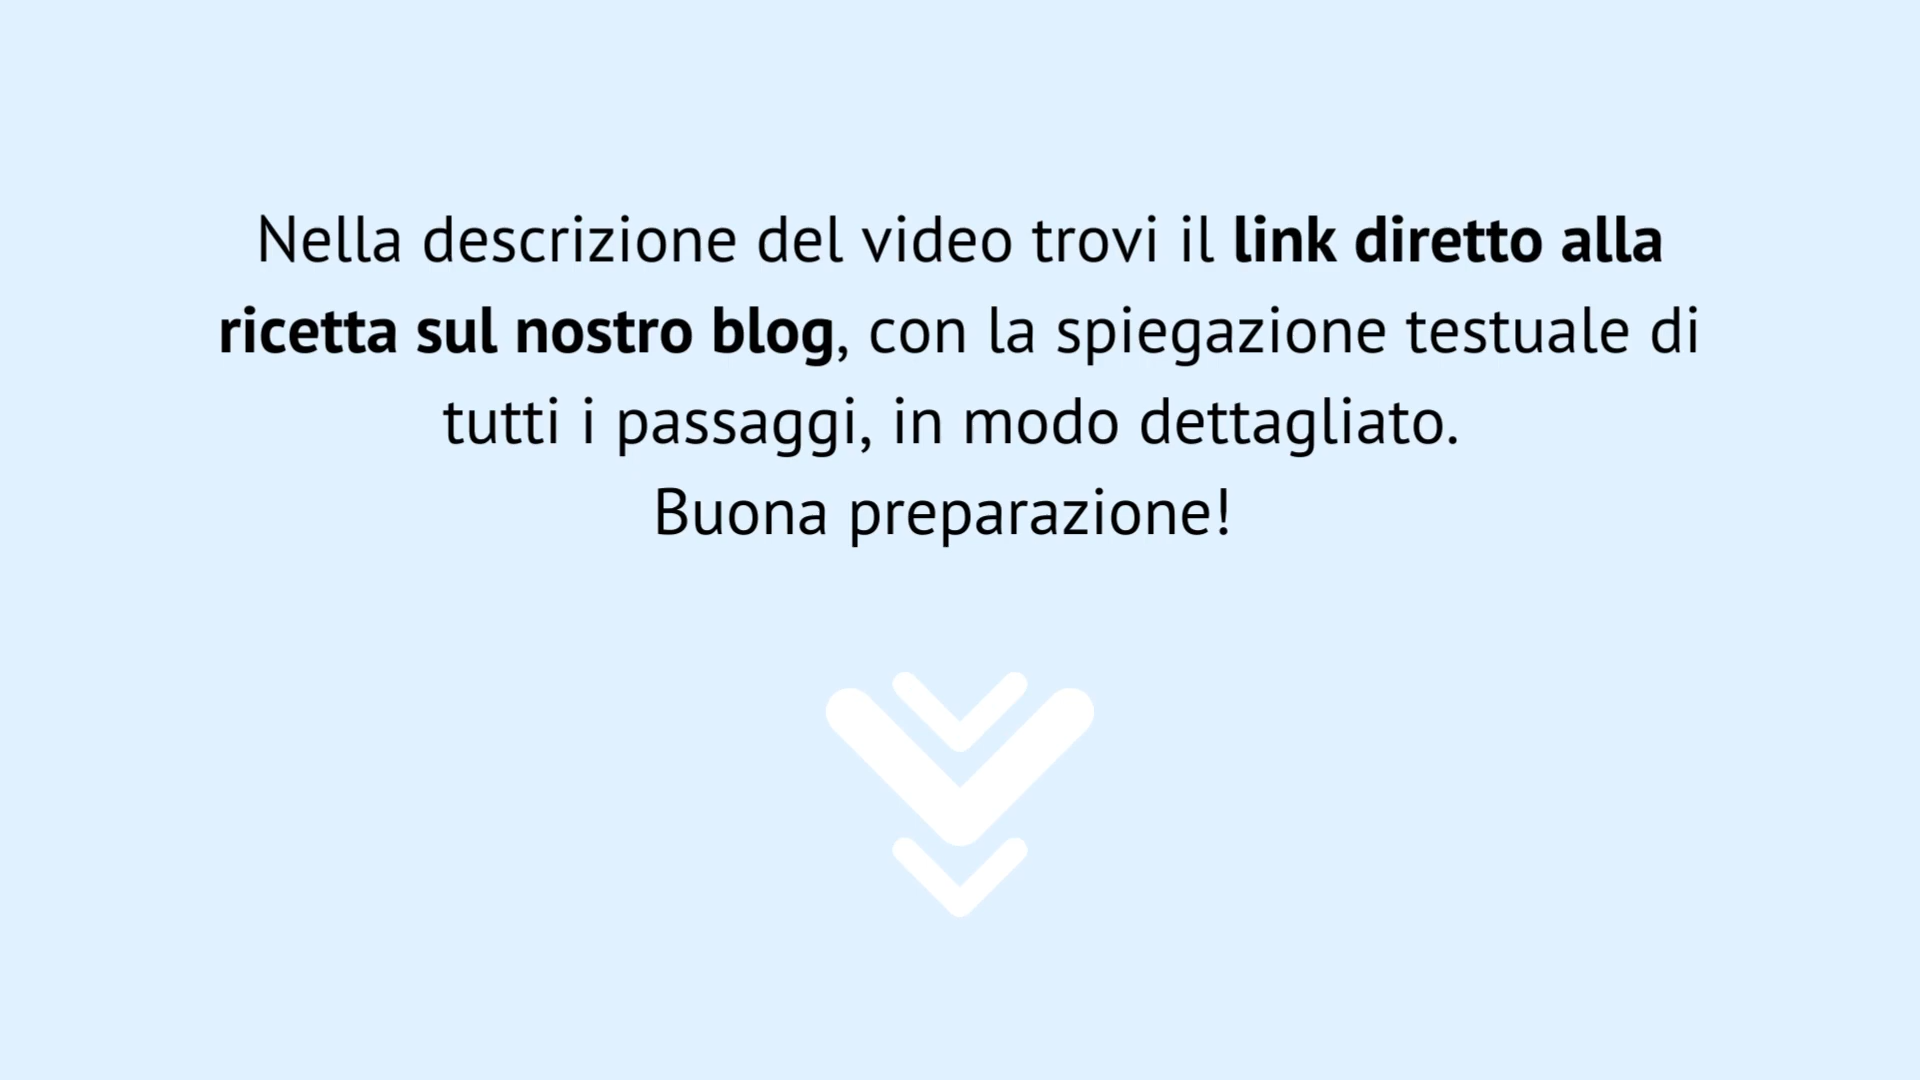 Nella descrizione del video trovi il link diretto alla
ricetta sul nostro blog, con la spiegazione testuale di
tutti i passaggi, in modo dettagliato.
Buona preparazione!